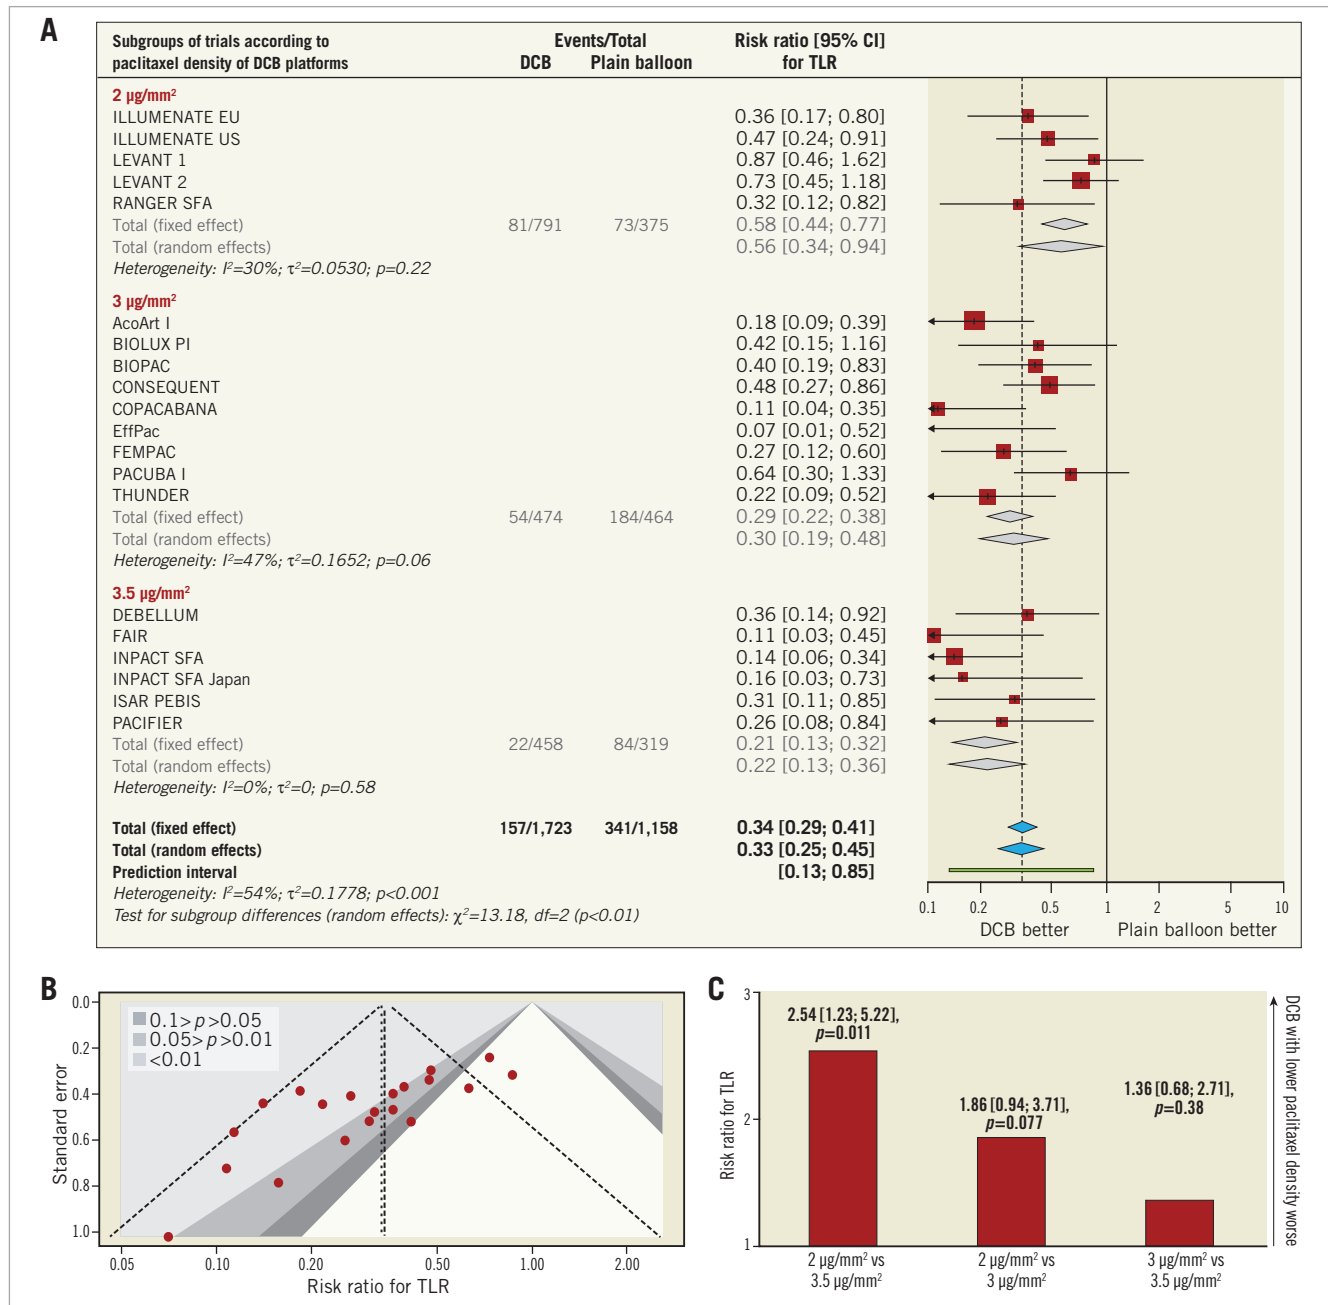 A
Subgroups of trials according to paclitaxel density of DCB platforms
Events/Total
DCB Plain balloon
Risk ratio [95% CI] for TLR
2 µg/mm²
ILLUMENATE EU 0.36 [0.17; 0.80]
ILLUMENATE US 0.47 [0.24; 0.91]
LEVANT 1 0.87 [0.46; 1.62]
LEVANT 2 0.73 [0.45; 1.18]
RANGER SFA 0.32 [0.12; 0.82]
Total (fixed effect) 81/791 73/375 0.58 [0.44; 0.77]
Total (random effects) 0.56 [0.34; 0.94]
Heterogeneity: I²=30%; τ²=0.0530; p=0.22
3 µg/mm²
AcoArt I 0.18 [0.09; 0.39]
BIOLUX PI 0.42 [0.15; 1.16]
BIOPAC 0.40 [0.19; 0.83]
CONSEQUENT 0.48 [0.27; 0.86]
COPACABANA 0.11 [0.04; 0.35]
EffPac 0.07 [0.01; 0.52]
FEMPAC 0.27 [0.12; 0.60]
PACUBA I 0.64 [0.30; 1.33]
THUNDER 0.22 [0.09; 0.52]
Total (fixed effect) 54/474 184/464 0.29 [0.22; 0.38]
Total (random effects) 0.30 [0.19; 0.48]
Heterogeneity: I²=47%; τ²=0.1652; p=0.06
3.5 µg/mm²
DEBELLUM 0.36 [0.14; 0.92]
FAIR 0.11 [0.03; 0.45]
INPACT SFA 0.14 [0.06; 0.34]
INPACT SFA Japan 0.16 [0.03; 0.73]
ISAR PEBIS 0.31 [0.11; 0.85]
PACIFIER 0.26 [0.08; 0.84]
Total (fixed effect) 22/458 84/319 0.21 [0.13; 0.32]
Total (random effects) 0.22 [0.13; 0.36]
Heterogeneity: I²=0%; τ²=0; p=0.58
Total (fixed effect) 157/1,723 341/1,158 0.34 [0.29; 0.41]
Total (random effects) 0.33 [0.25; 0.45]
Prediction interval [0.13; 0.85]
Heterogeneity: I²=54%; τ²=0.1778; p<0.001
Test for subgroup differences (random effects): χ²=13.18, df=2 (p<0.01)
0.1 0.2 0.5 1 2 5 10
DCB better Plain balloon better
B
0.1>p>0.05
0.05>p>0.01
<0.01
Standard error
0.0
0.2
0.4
0.6
0.8
1.0
0.05 0.10 0.20 0.50 1.00 2.00
Risk ratio for TLR
C
Risk ratio for TLR
3
2
1
2.54 [1.23; 5.22],
p=0.011
1.86 [0.94; 3.71],
p=0.077
1.36 [0.68; 2.71],
p=0.38
2 µg/mm² vs
3.5 µg/mm²
2 µg/mm² vs
3 µg/mm²
3 µg/mm² vs
3.5 µg/mm²
DCB with lower paclitaxel density worse